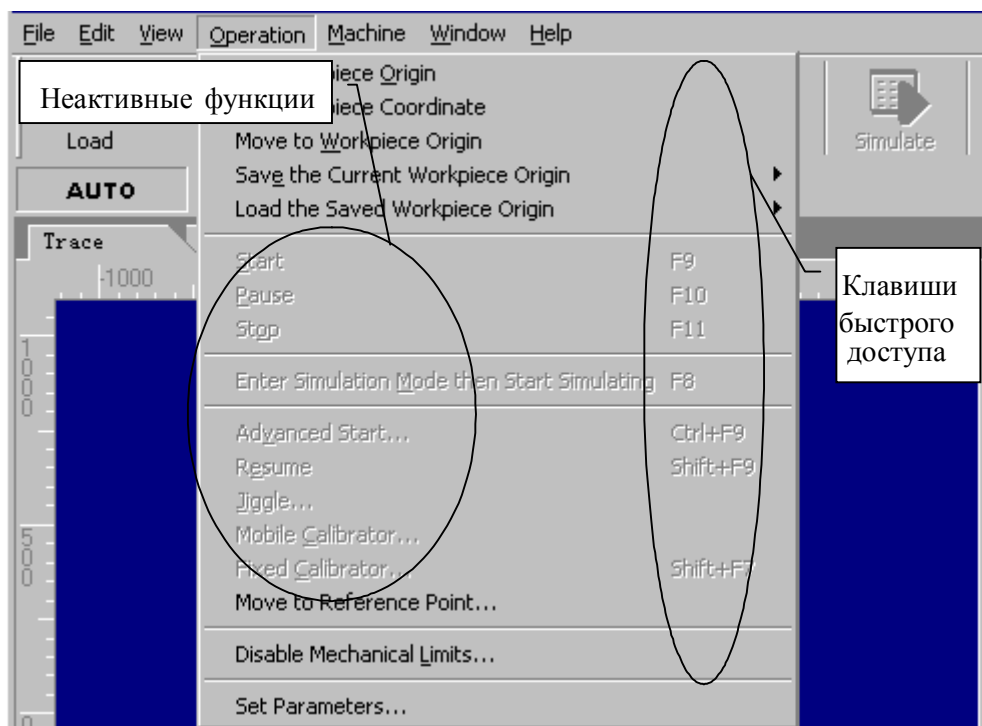 File Edit View Operation Machine Window Help
piece Origin
Неактивные функции
piece Coordinate
Load
Move to Workpiece Origin
Simulate
Save the Current Workpiece Origin
AUTO
Load the Saved Workpiece Origin
Trace
Start F9
-1000
Клавиши
быстрого
доступа
Pause F10
Stop F11
1000
Enter Simulation Mode then Start Simulating F8
Advanced Start... Ctrl+F9
Resume Shift+F9
Jiggle...
Mobile Calibrator...
500
Fixed Calibrator... Shift+F7
Move to Reference Point...
Disable Mechanical Limits...
Set Parameters...
0